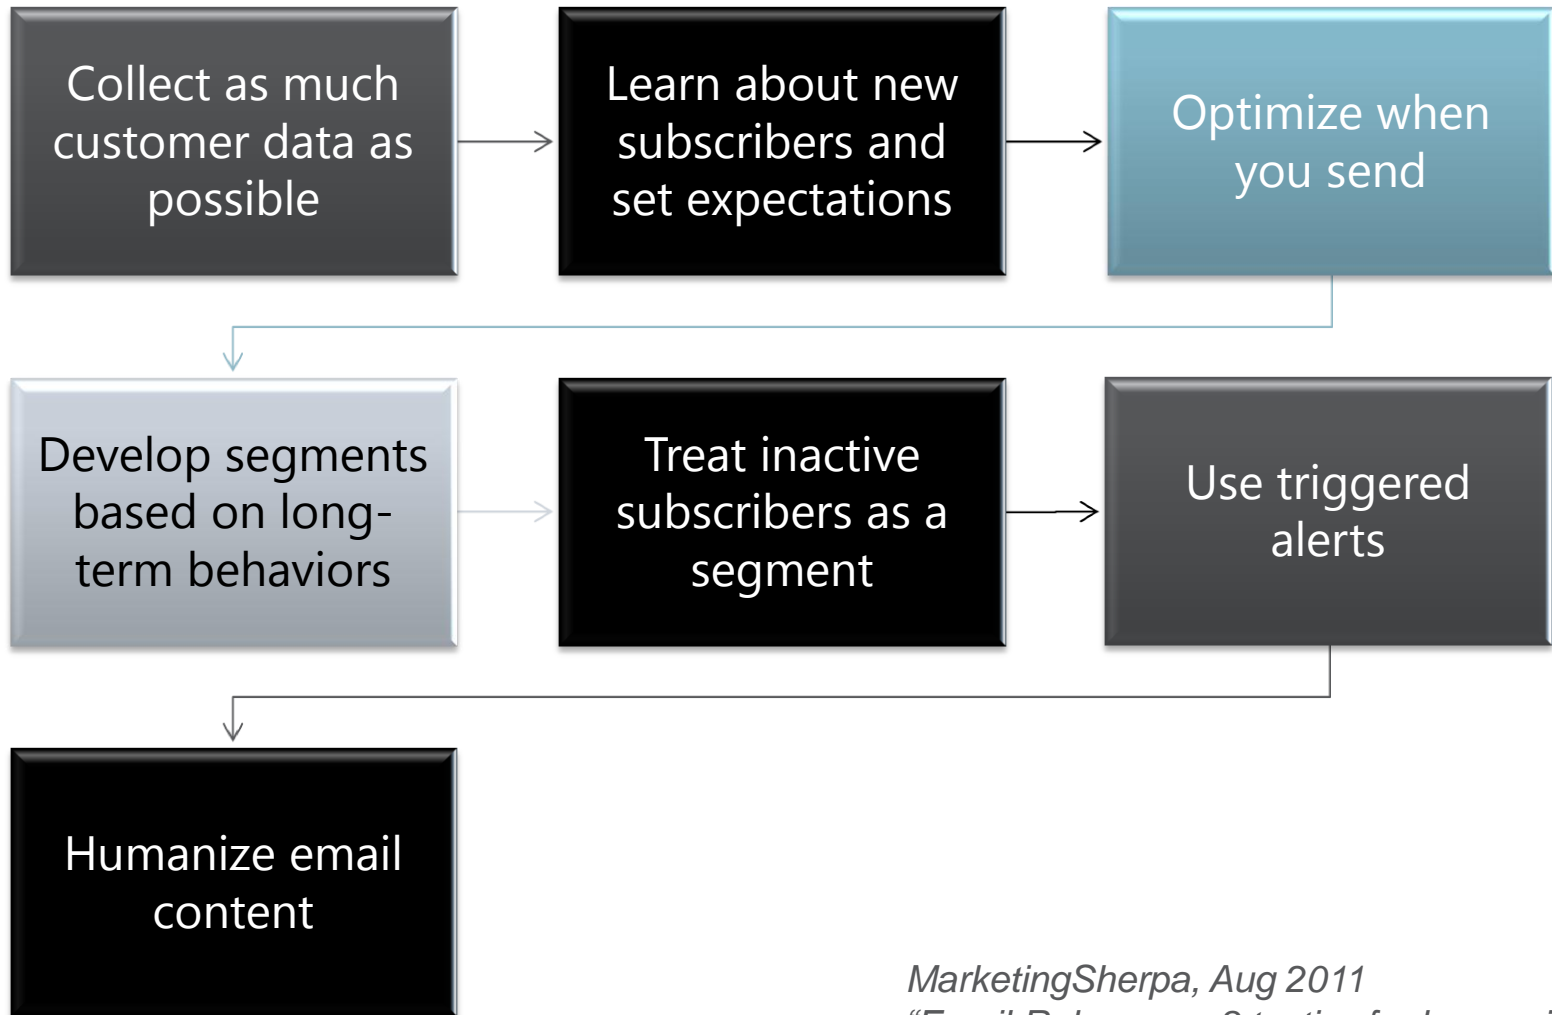 Collect as much
customer data as
possible
Learn about new
subscribers and
set expectations
Optimize when
you send
Develop segments
based on long-
term behaviors
Treat inactive
subscribers as a
segment
Use triggered
alerts
Humanize email
content
MarketingSherpa, Aug 2011